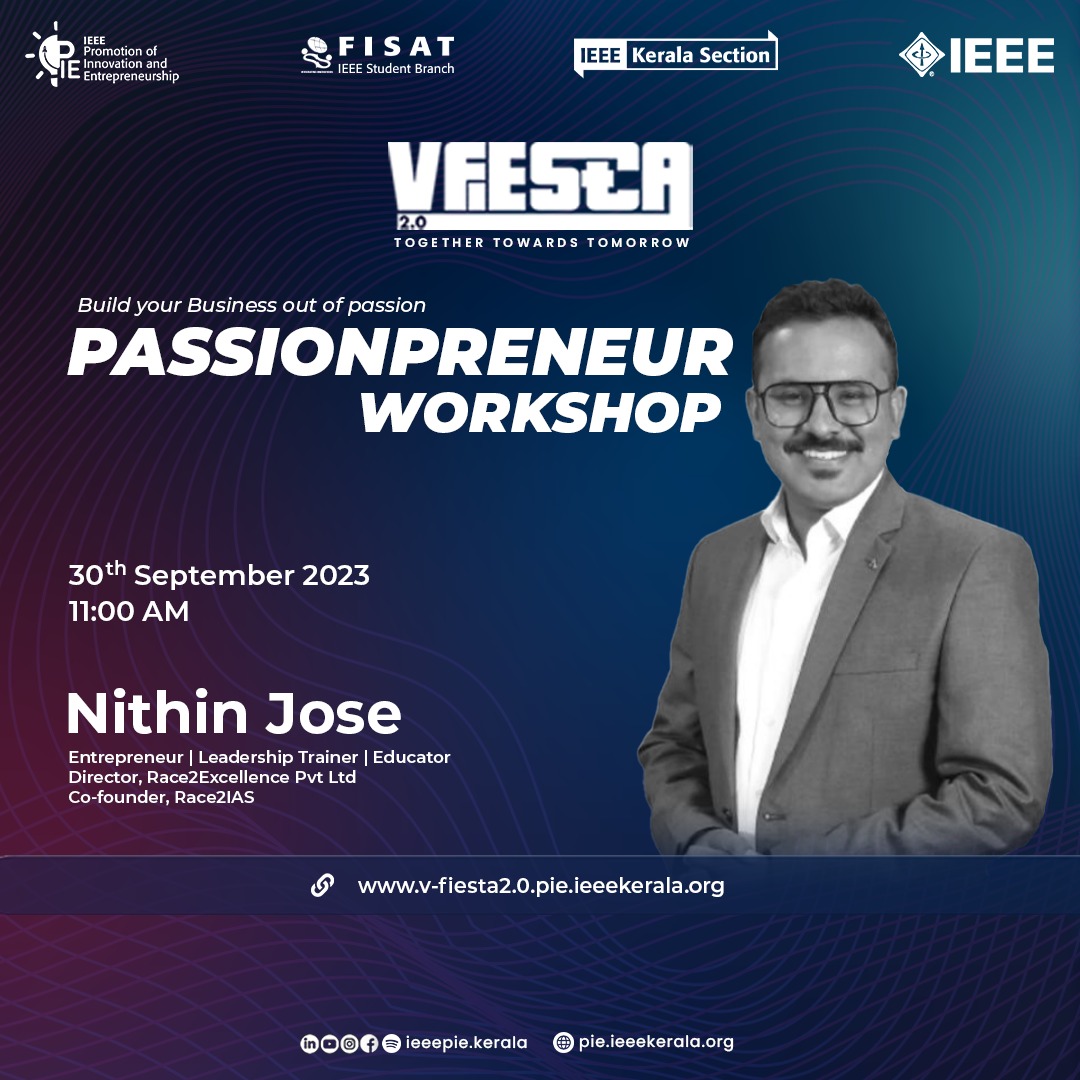 IEEE
Promotion of
Innovation and
Entrepreneurship
PIE
FISAT
IEEE Student Branch
IEEE Kerala Section
IEEE
VFiESTA
2.0
TOGETHER TOWARDS TOMORROW
Build your Business out of passion
PASSIONPRENEUR
WORKSHOP
30th September 2023
11:00 AM
Nithin Jose
Entrepreneur | Leadership Trainer | Educator
Director, Race2Excellence Pvt Ltd
Co-founder, Race2IAS
www.v-fiesta2.0.pie.ieeekerala.org
ieeepie.kerala
pie.ieeekerala.org